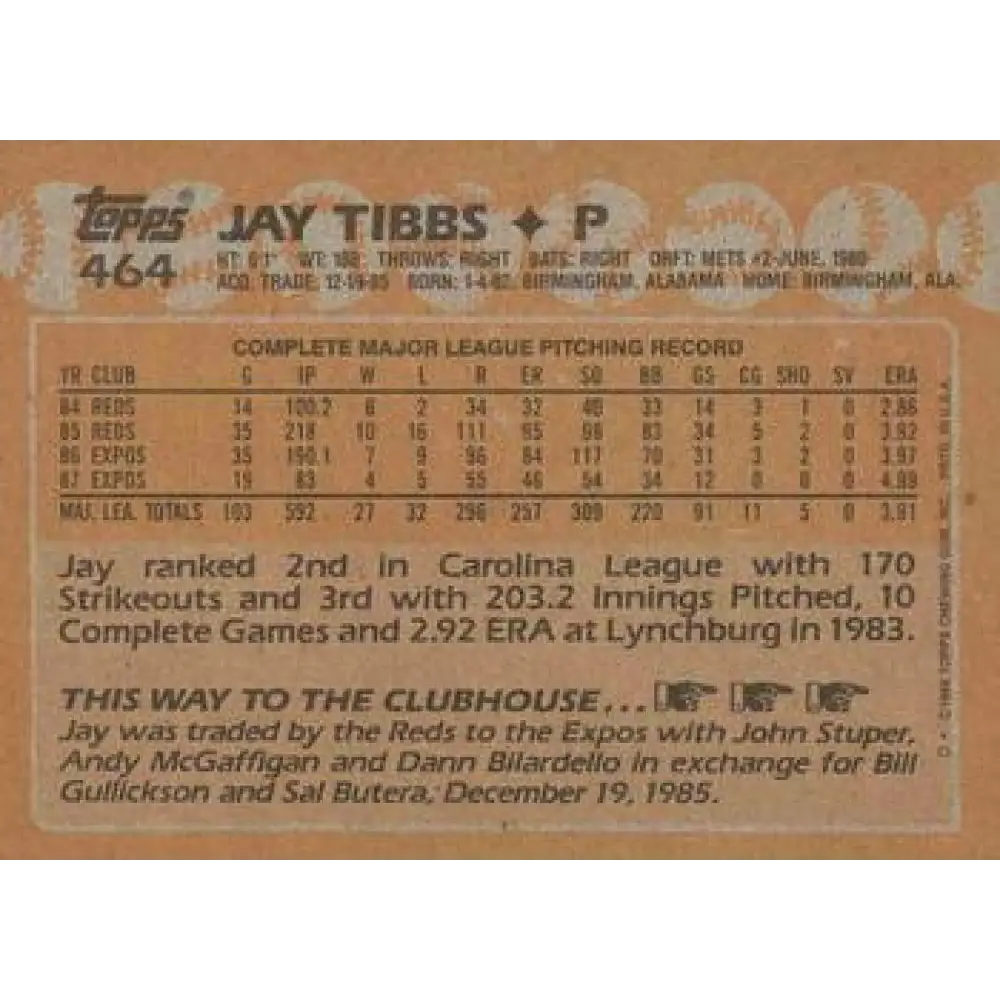 Topps® JAY TIBBS ✦ P
464 HT: 6'1" WT: 188 THROWS: RIGHT BATS: RIGHT DRFT: METS #2-JUNE, 1980
ACQ. TRADE: 12-19-85 BORN: 1-4-62, BIRMINGHAM, ALABAMA HOME: BIRMINGHAM, ALA.
COMPLETE MAJOR LEAGUE PITCHING RECORD
YR CLUB G IP W L R ER SO BB GS CG SHO SV ERA
84 REDS 14 100.2 6 2 34 32 40 33 14 3 1 0 2.86
85 REDS 35 218 10 16 111 95 98 83 34 5 2 0 3.92
86 EXPOS 35 190.1 7 9 96 84 117 70 31 3 2 0 3.97
87 EXPOS 19 83 4 5 55 46 54 34 12 0 0 0 4.99
MAJ. LEA. TOTALS 103 592 27 32 296 257 309 220 91 11 5 0 3.91
Jay ranked 2nd in Carolina League with 170
Strikeouts and 3rd with 203.2 Innings Pitched, 10
Complete Games and 2.92 ERA at Lynchburg in 1983.
THIS WAY TO THE CLUBHOUSE...
Jay was traded by the Reds to the Expos with John Stuper,
Andy McGaffigan and Dann Bilardello in exchange for Bill
Gullickson and Sal Butera, December 19, 1985.
D* ©1988 TOPPS CHEWING GUM, INC. PRTD. IN U.S.A.